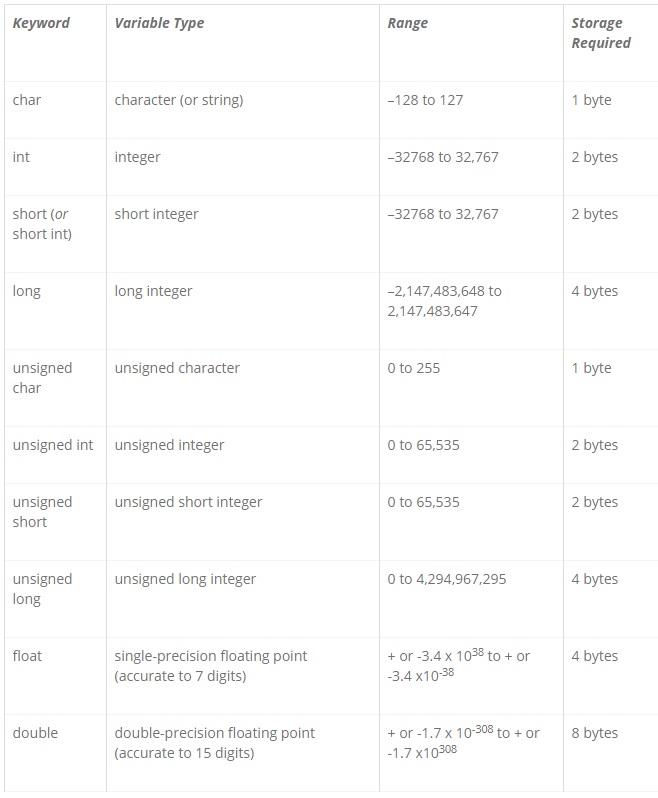 Keyword Variable Type Range Storage
Required
char character (or string) –128 to 127 1 byte
int integer –32768 to 32,767 2 bytes
short (or short integer –32768 to 32,767 2 bytes
short int)
long long integer –2,147,483,648 to 4 bytes
2,147,483,647
unsigned unsigned character 0 to 255 1 byte
char
unsigned int unsigned integer 0 to 65,535 2 bytes
unsigned unsigned short integer 0 to 65,535 2 bytes
short
unsigned unsigned long integer 0 to 4,294,967,295 4 bytes
long
float single-precision floating point + or -3.4 x 10³⁸ to + or 4 bytes
(accurate to 7 digits) -3.4 x10⁻³⁸
double double-precision floating point + or -1.7 x 10⁻³⁰⁸ to + or 8 bytes
(accurate to 15 digits) -1.7 x10³⁰⁸